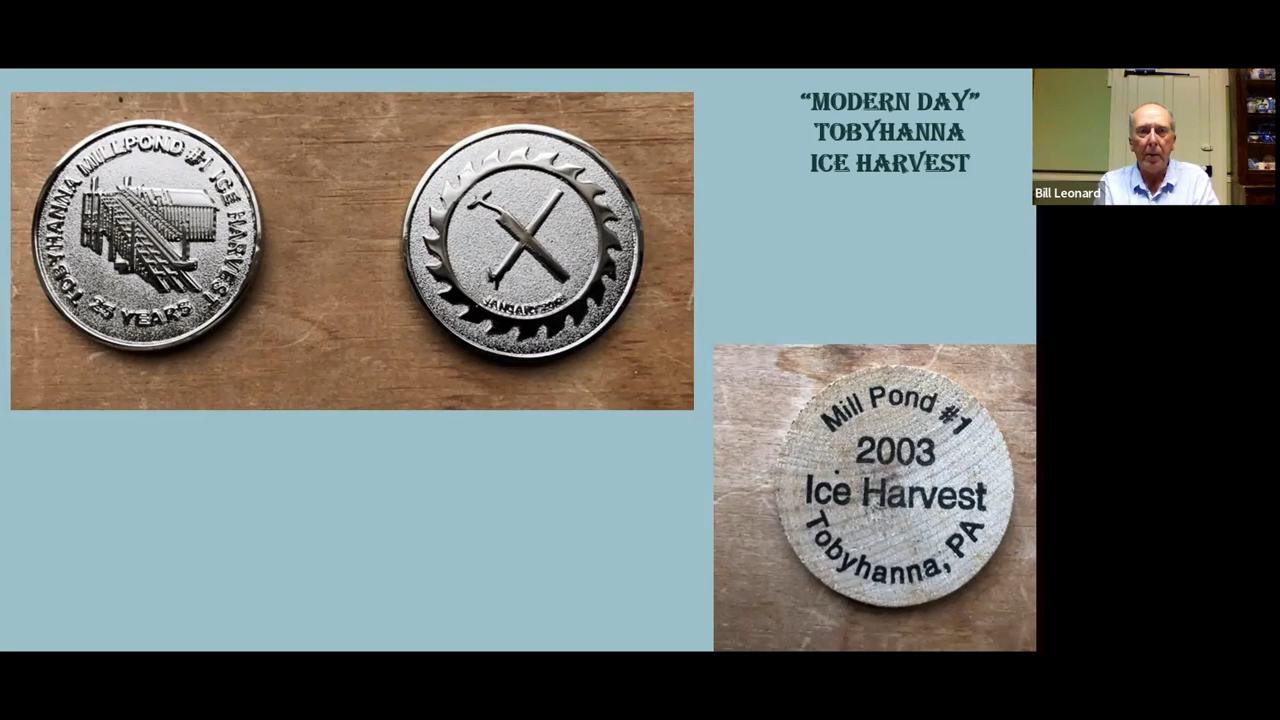 “MODERN DAY”
TOBYHANNA
ICE HARVEST
Bill Leonard
TOBYHANNA MILLPOND #1 ICE HARVEST
25 YEARS
JANUARY
Mill Pond #1
2003
Ice Harvest
Tobyhanna, PA